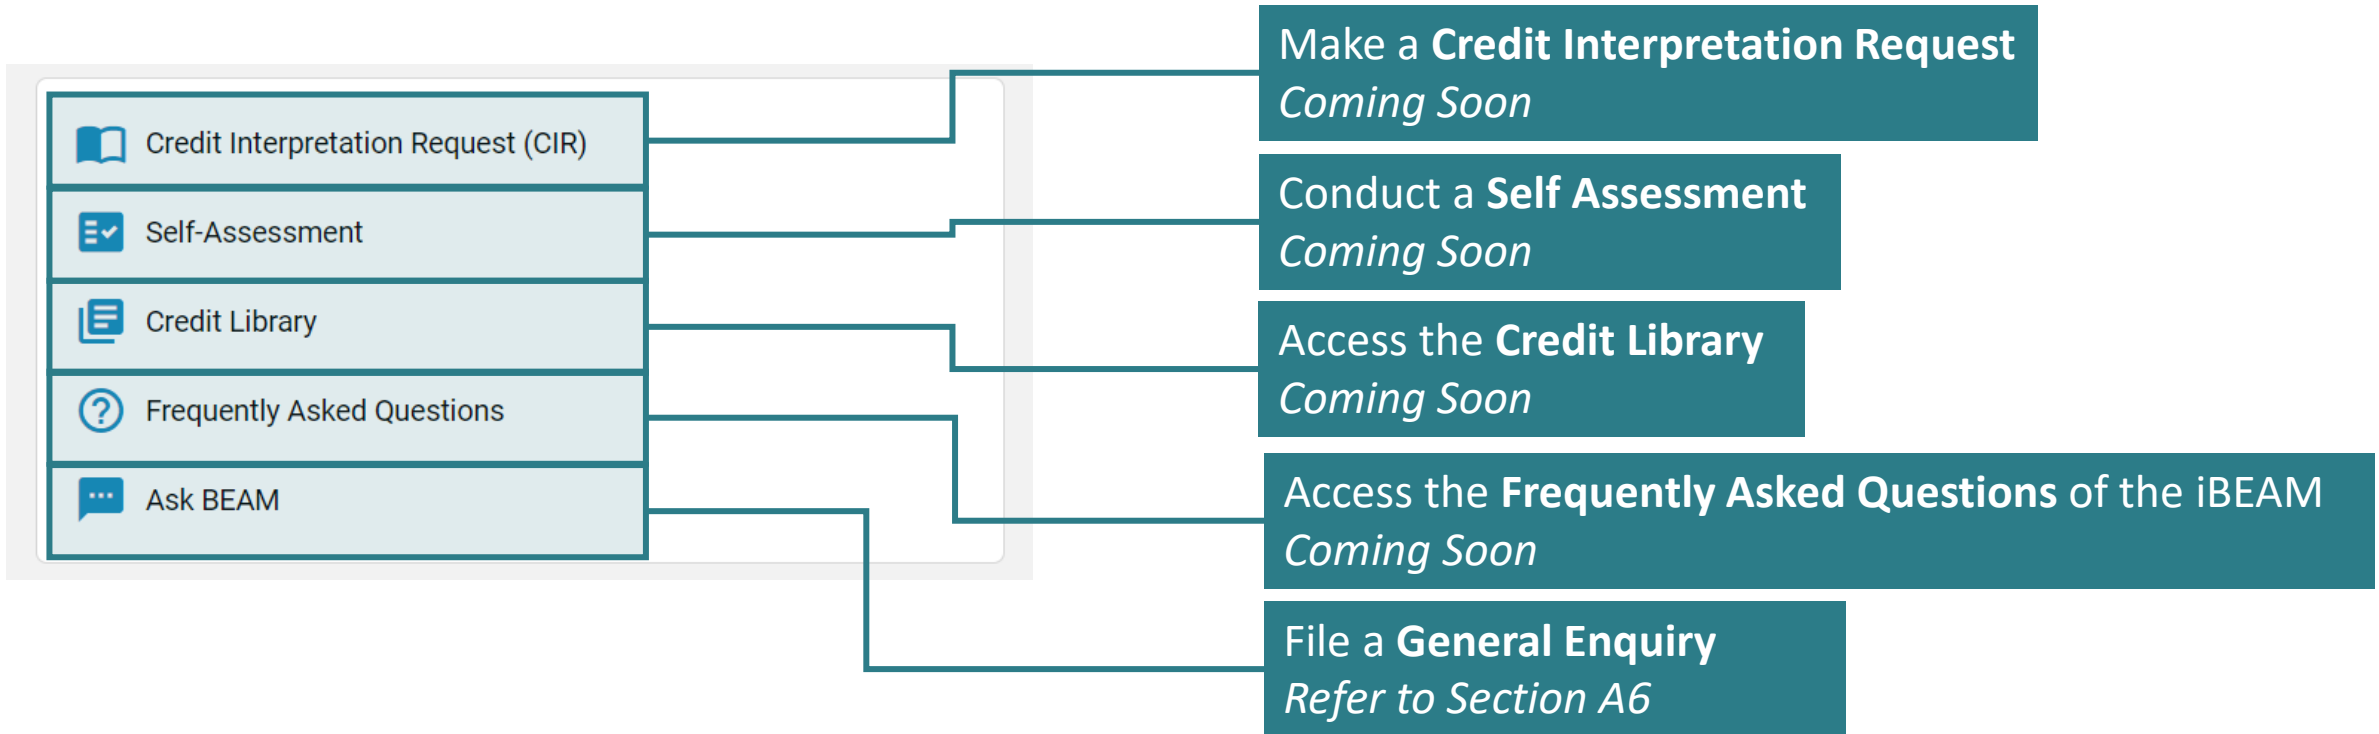 Credit Interpretation Request (CIR)
Self-Assessment
Credit Library
Frequently Asked Questions
Ask BEAM
Make a Credit Interpretation Request
Coming Soon
Conduct a Self Assessment
Coming Soon
Access the Credit Library
Coming Soon
Access the Frequently Asked Questions of the iBEAM
Coming Soon
File a General Enquiry
Refer to Section A6